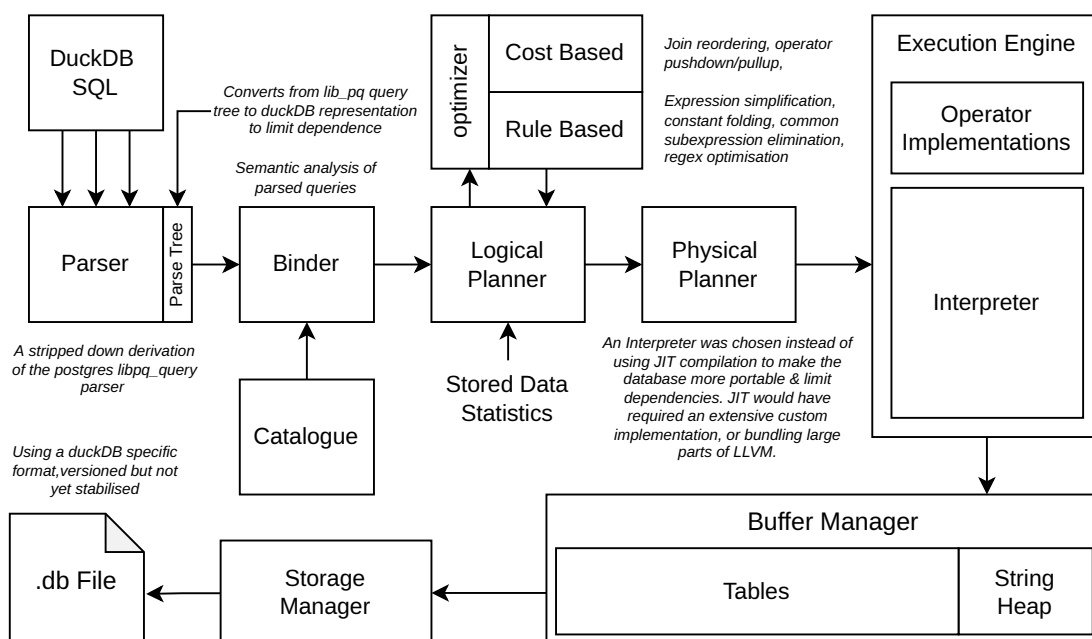 DuckDB
SQL
Converts from lib_pq query
tree to duckDB representation
to limit dependence
optimizer
Cost Based
Rule Based
Join reordering, operator
pushdown/pullup,
Expression simplification,
constant folding, common
subexpression elimination,
regex optimisation
Execution Engine
Operator
Implementations
Interpreter
Semantic analysis of
parsed queries
Parser
Parse Tree
Binder
Logical
Planner
Physical
Planner
A stripped down derivation
of the postgres libpq_query
parser
Catalogue
Stored Data
Statistics
An Interpreter was chosen instead of
using JIT compilation to make the
database more portable & limit
dependencies. JIT would have
required an extensive custom
implementation, or bundling large
parts of LLVM.
Using a duckDB specific
format,versioned but not
yet stabilised
.db File
Storage
Manager
Buffer Manager
Tables
String
Heap